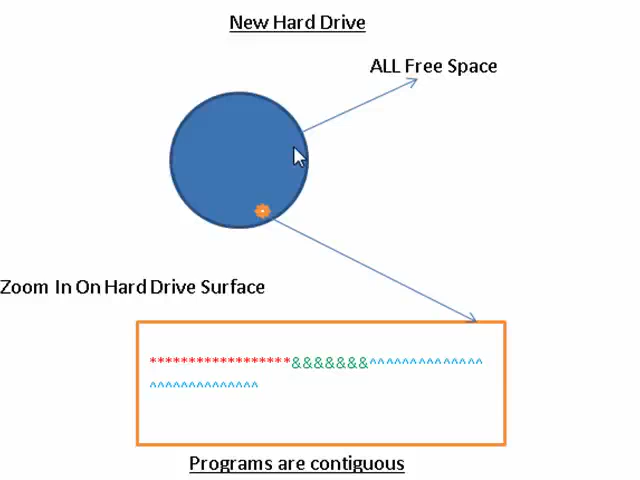 New Hard Drive
ALL Free Space
Zoom In On Hard Drive Surface
******************&&&&&&&^^^^^^^^^^^^^^
^^^^^^^^^^^^^^
Programs are contiguous